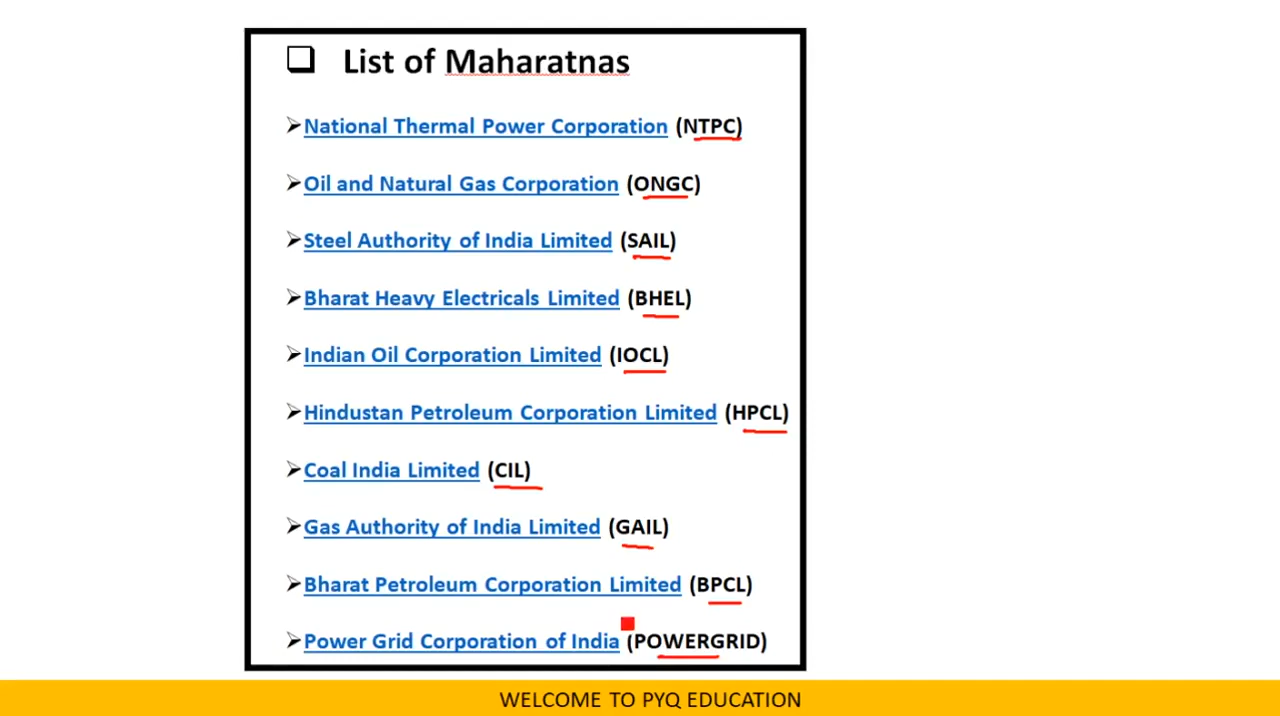 List of Maharatnas
National Thermal Power Corporation (NTPC)
Oil and Natural Gas Corporation (ONGC)
Steel Authority of India Limited (SAIL)
Bharat Heavy Electricals Limited (BHEL)
Indian Oil Corporation Limited (IOCL)
Hindustan Petroleum Corporation Limited (HPCL)
Coal India Limited (CIL)
Gas Authority of India Limited (GAIL)
Bharat Petroleum Corporation Limited (BPCL)
Power Grid Corporation of India (POWERGRID)
WELCOME TO PYQ EDUCATION